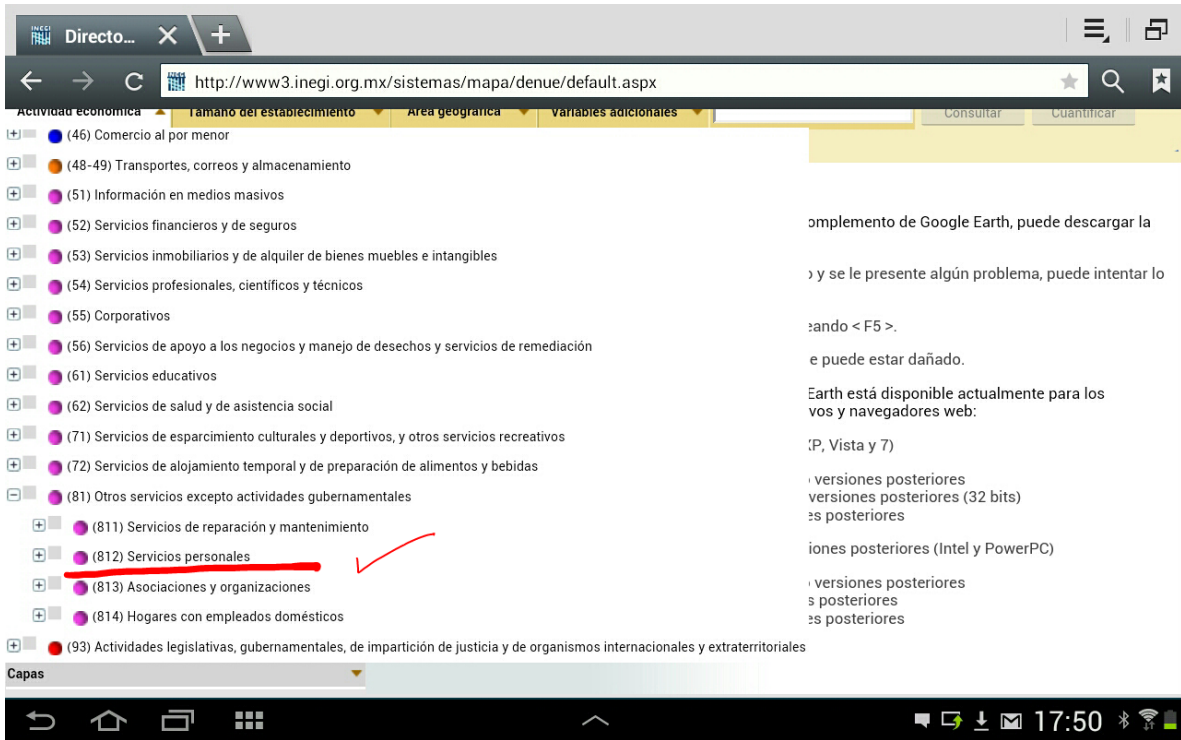 INEGI
Directo...
http://www3.inegi.org.mx/sistemas/mapa/denue/default.aspx
Actividad económica Tamaño del establecimiento Área geográfica Variables adicionales Consultar Cuantificar
(46) Comercio al por menor
(48-49) Transportes, correos y almacenamiento
(51) Información en medios masivos
(52) Servicios financieros y de seguros
(53) Servicios inmobiliarios y de alquiler de bienes muebles e intangibles
(54) Servicios profesionales, científicos y técnicos
(55) Corporativos
(56) Servicios de apoyo a los negocios y manejo de desechos y servicios de remediación
(61) Servicios educativos
(62) Servicios de salud y de asistencia social
(71) Servicios de esparcimiento culturales y deportivos, y otros servicios recreativos
(72) Servicios de alojamiento temporal y de preparación de alimentos y bebidas
(81) Otros servicios excepto actividades gubernamentales
(811) Servicios de reparación y mantenimiento
(812) Servicios personales
(813) Asociaciones y organizaciones
(814) Hogares con empleados domésticos
(93) Actividades legislativas, gubernamentales, de impartición de justicia y de organismos internacionales y extraterritoriales
Capas
omplemento de Google Earth, puede descargar la
o y se le presente algún problema, puede intentar lo
eando < F5 >.
e puede estar dañado.
Earth está disponible actualmente para los
vos y navegadores web:
XP, Vista y 7)
versiones posteriores
versiones posteriores (32 bits)
es posteriores
iones posteriores (Intel y PowerPC)
versiones posteriores
s posteriores
es posteriores
17:50